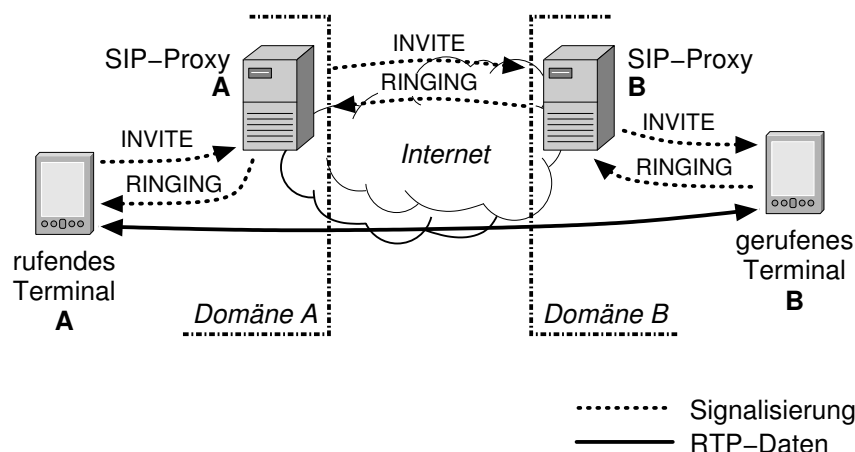 INVITE
SIP−Proxy
A
SIP−Proxy
B
RINGING
INVITE
INVITE
Internet
RINGING
RINGING
rufendes
Terminal
A
gerufenes
Terminal
B
Domäne A
Domäne B
Signalisierung
RTP−Daten